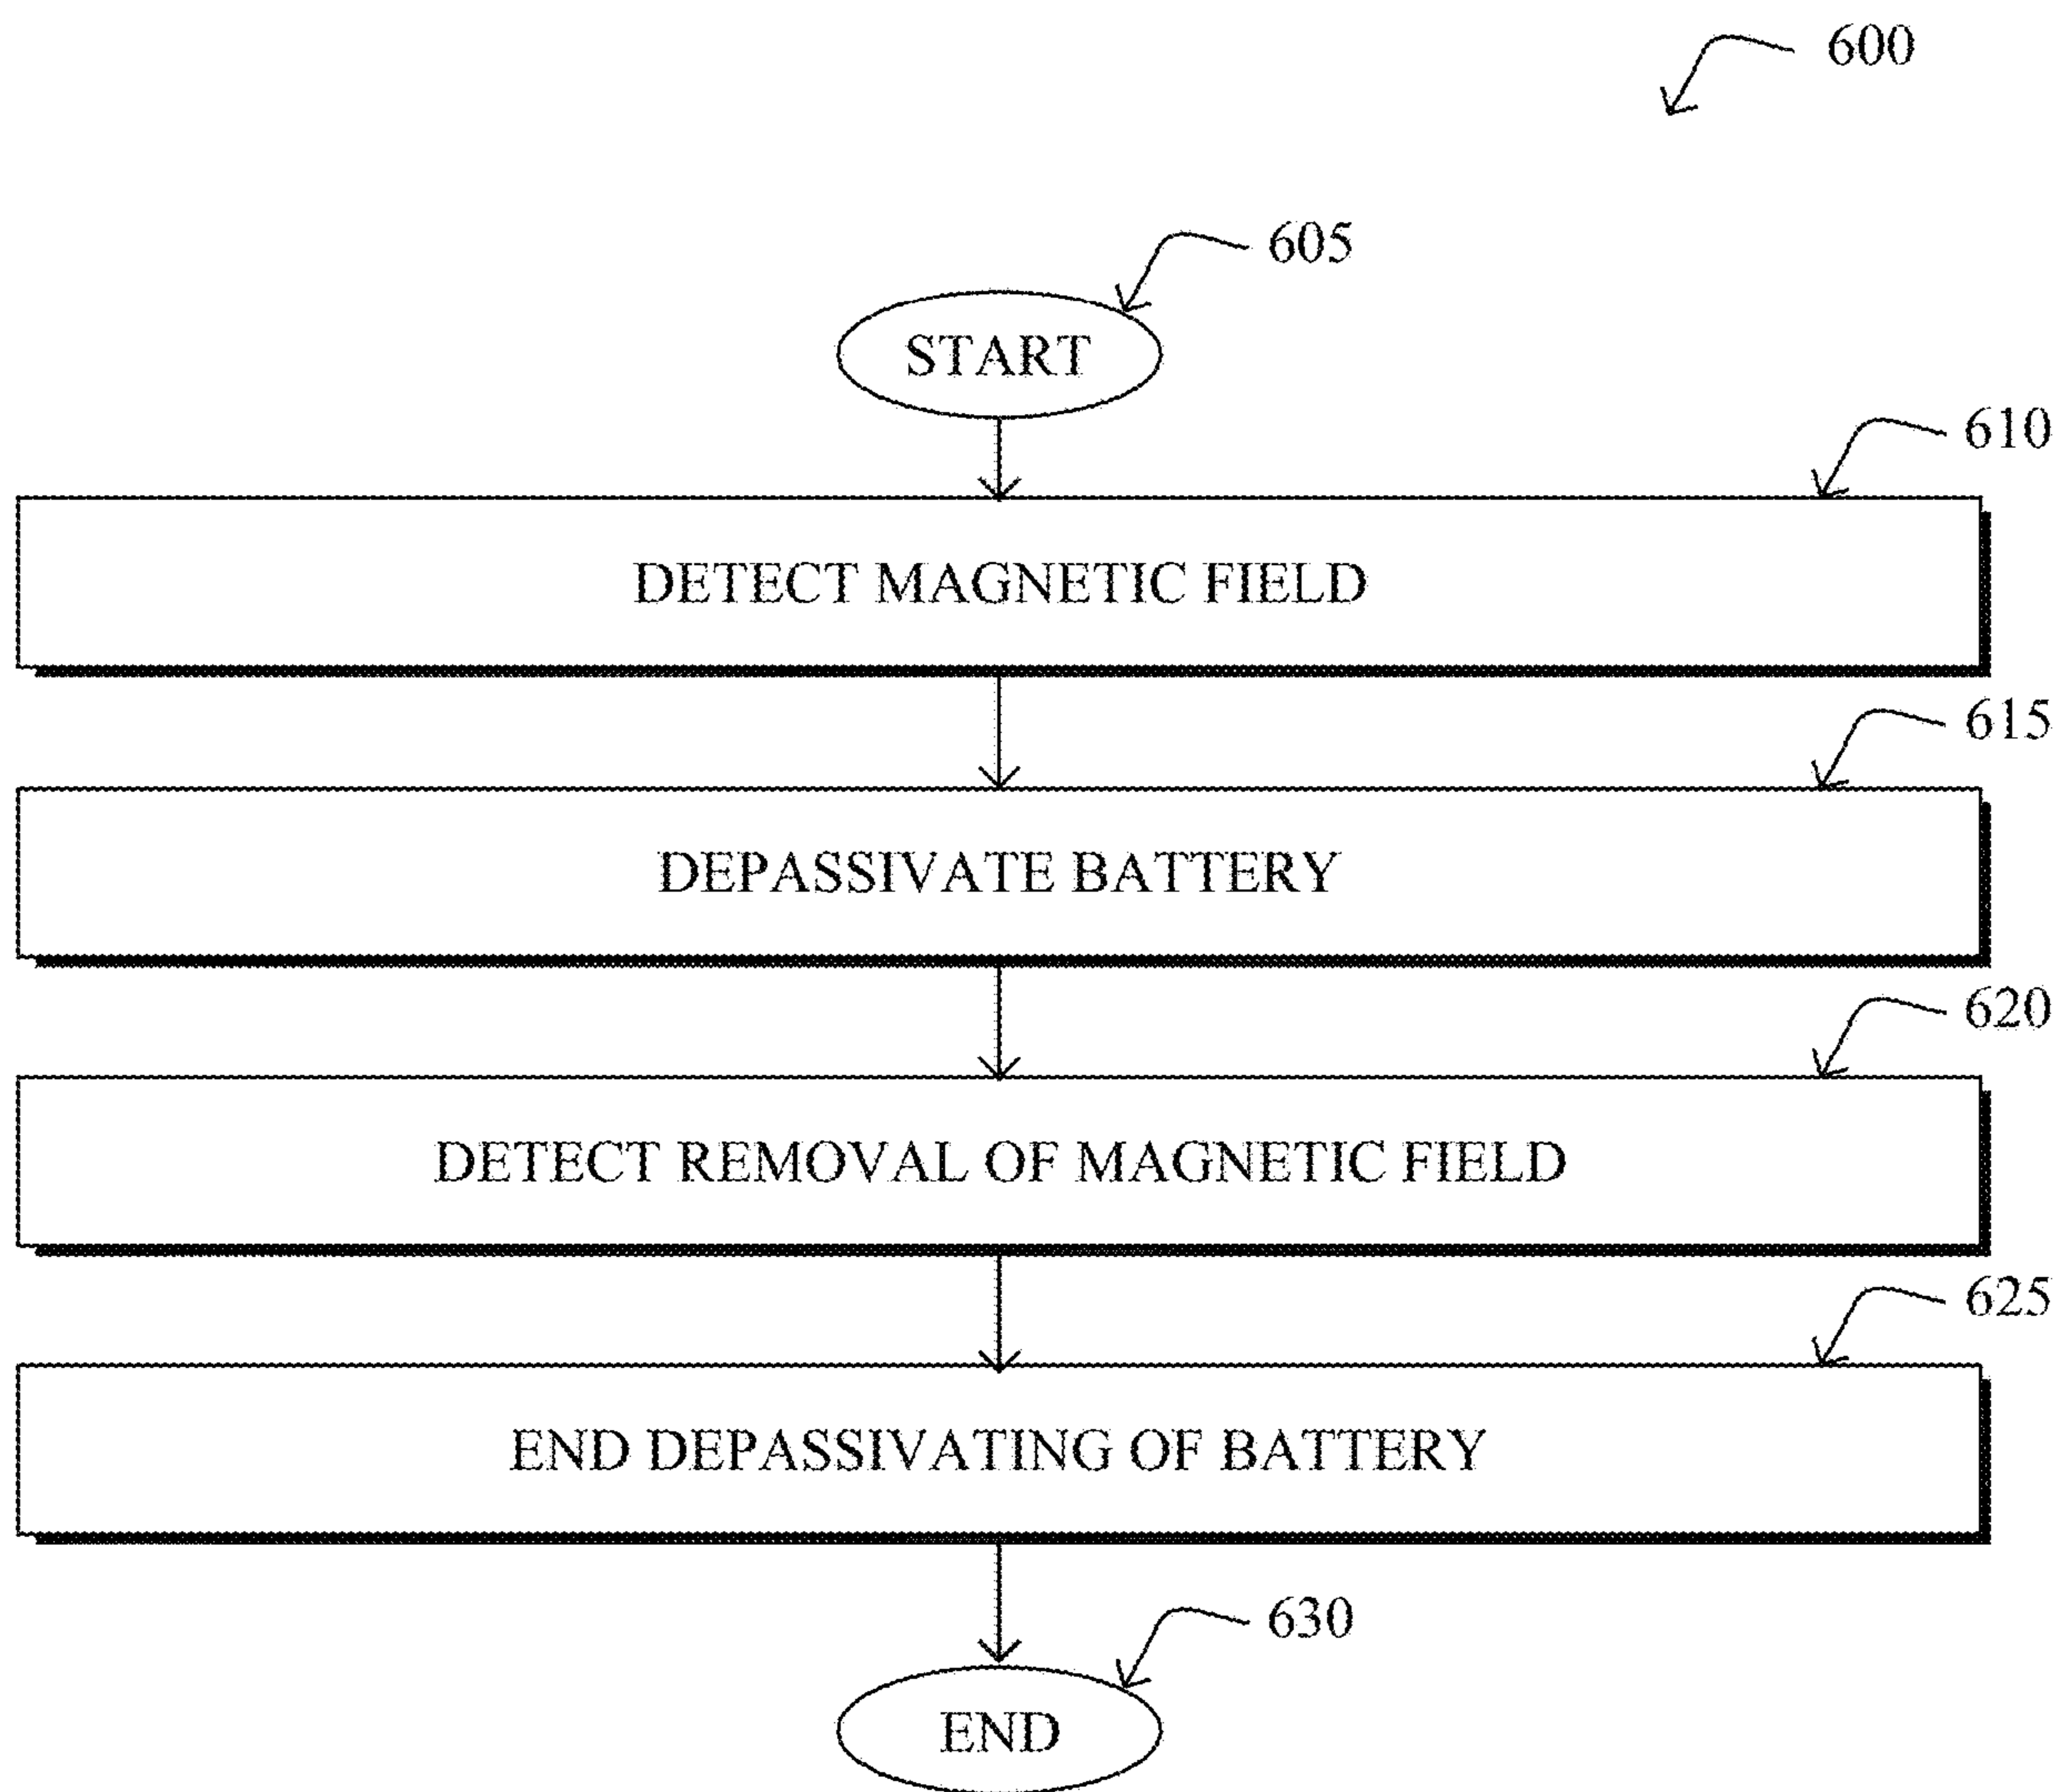 600
605
START
610
DETECT MAGNETIC FIELD
615
DEPASSIVATE BATTERY
620
DETECT REMOVAL OF MAGNETIC FIELD
625
END DEPASSIVATING OF BATTERY
630
END